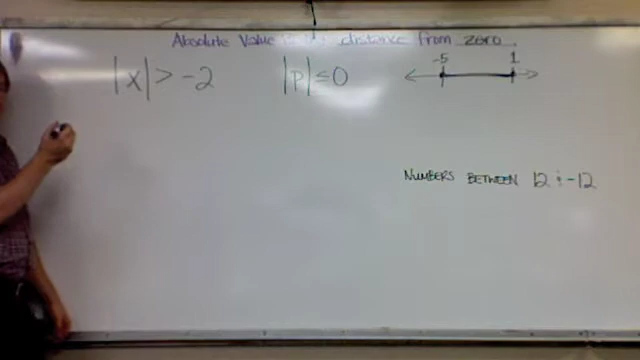 Absolute Value distance from zero.
|x| > -2
|p| ≤ 0
-5 1
NUMBERS BETWEEN 12 & -12